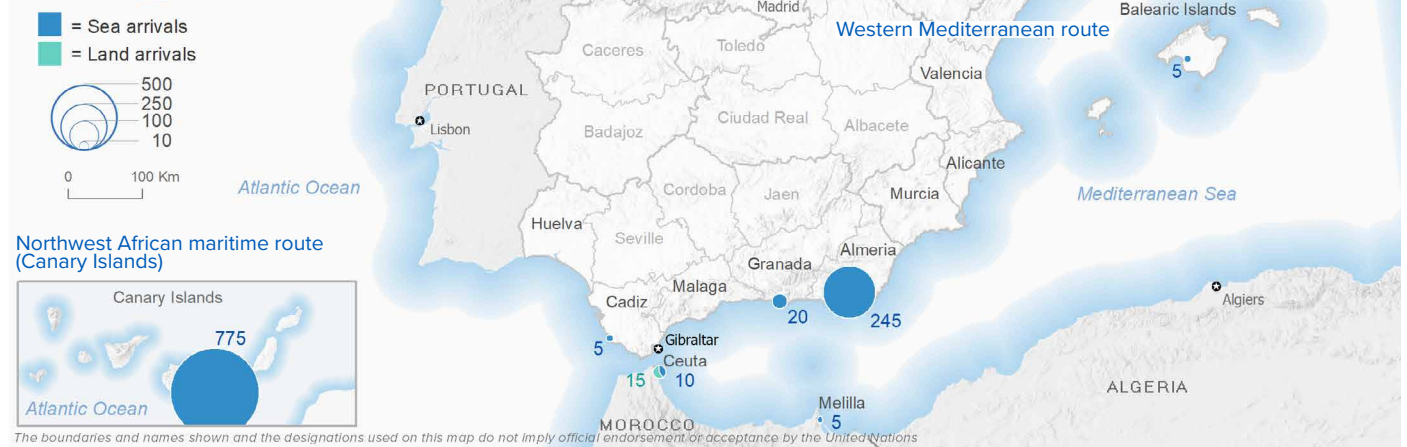 = Sea arrivals
= Land arrivals
500
250
100
10
0 100 Km
Madrid
Western Mediterranean route
Balearic Islands
Caceres
Toledo
Valencia
5
PORTUGAL
Lisbon
Badajoz
Ciudad Real
Albacete
Alicante
Atlantic Ocean
Cordoba
Jaen
Murcia
Mediterranean Sea
Huelva
Seville
Almeria
Granada
Northwest African maritime route
(Canary Islands)
Malaga
Cadiz
Algiers
Canary Islands
20
245
775
5
Gibraltar
Ceuta
15
10
ALGERIA
Atlantic Ocean
Melilla
5
MOROCCO
The boundaries and names shown and the designations used on this map do not imply official endorsement or acceptance by the United Nations